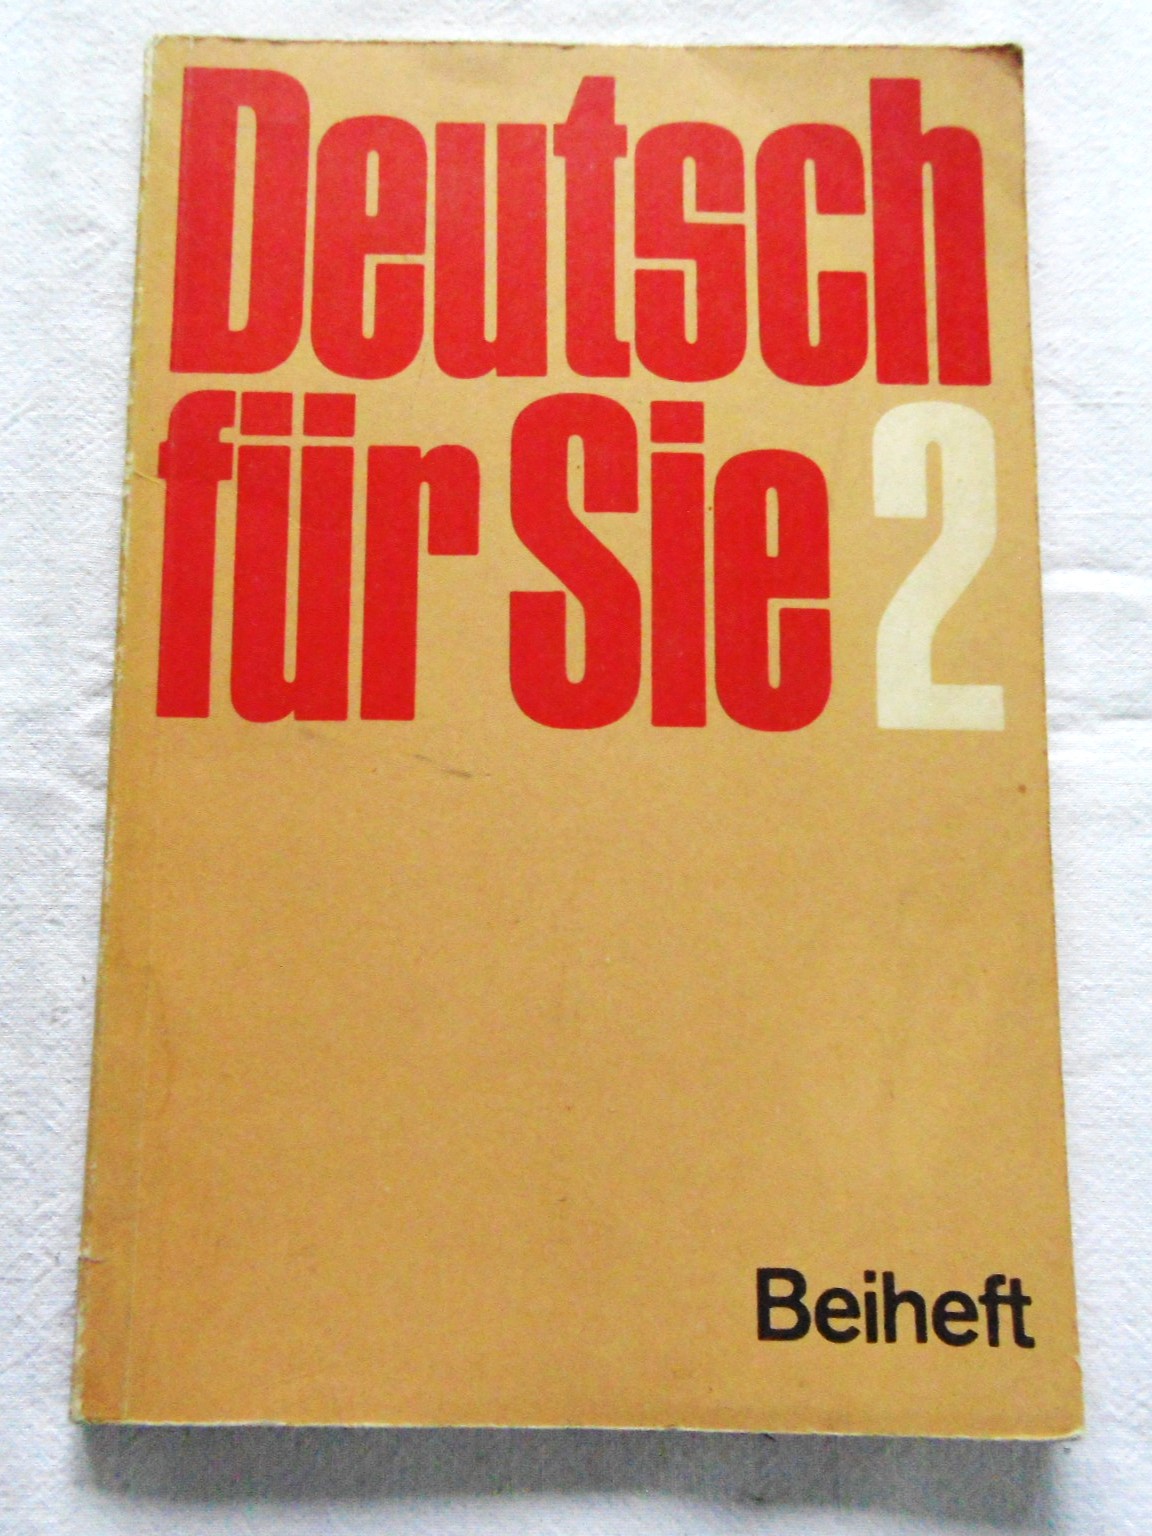 Deutsch
für Sie 2
Beiheft